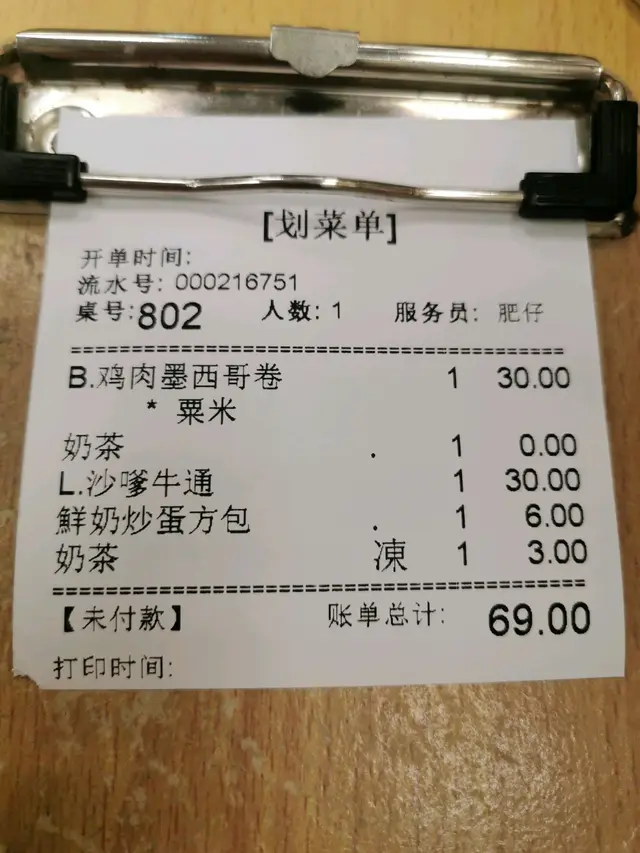 [划菜单]
开单时间:
流水号: 000216751
桌号:802 人数: 1 服务员: 肥仔
==========================================
B.鸡肉墨西哥卷 1 30.00
* 粟米
奶茶 . 1 0.00
L.沙嗲牛通 1 30.00
鮮奶炒蛋方包 . 1 6.00
奶茶 凍 1 3.00
==========================================
【未付款】 账单总计: 69.00
打印时间: